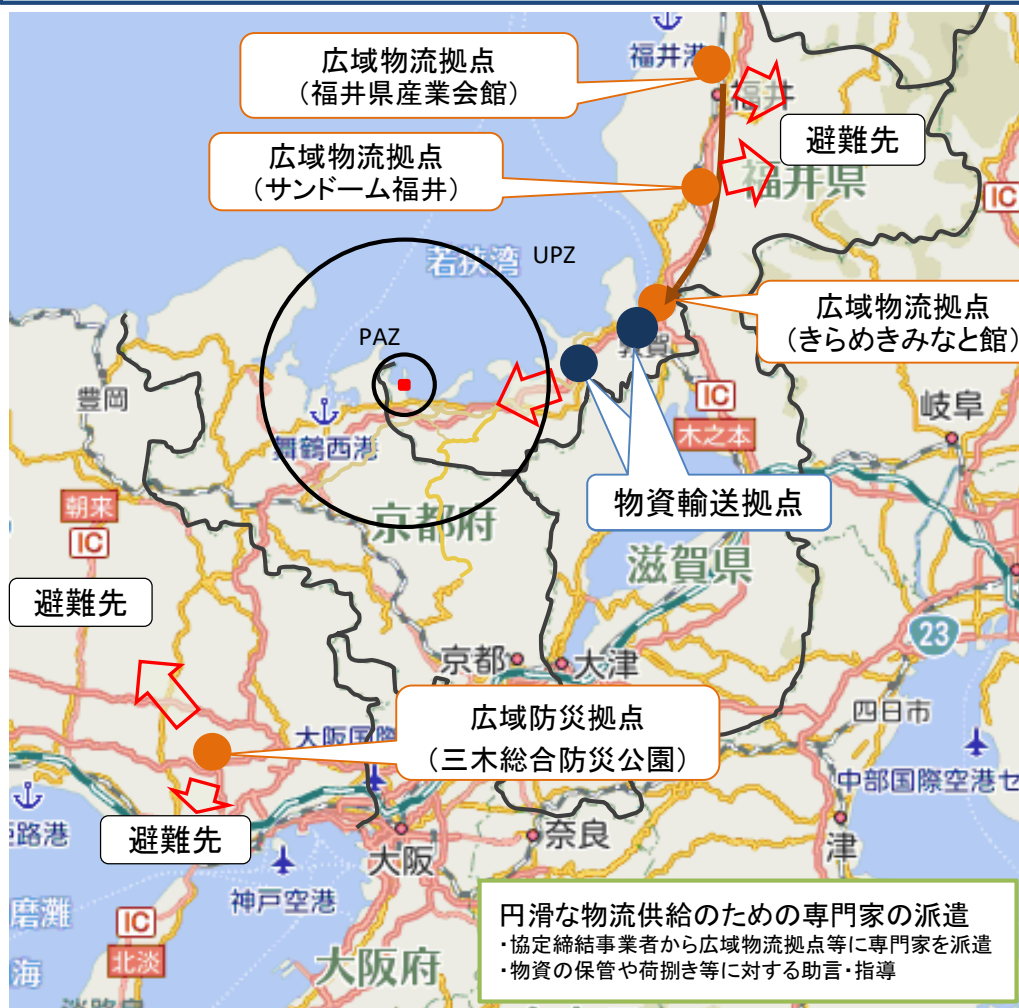 福井港
広域物流拠点
（福井県産業会館）
福井
避難先
広域物流拠点
（サンドーム福井）
福井県
IC
若狭湾
UPZ
広域物流拠点
（きらめきみなと館）
PAZ
敦賀
豊岡
IC
木之本
岐阜
舞鶴西港
物資輸送拠点
朝来
IC
京都府
滋賀県
避難先
23
京都
大津
広域防災拠点
（三木総合防災公園）
四日市
大阪国際
中部国際空港セ
避難先
路港
奈良
津
大阪
神戸空港
磨灘
IC
北淡
海
大阪府
円滑な物流供給のための専門家の派遣
・協定締結事業者から広域物流拠点等に専門家を派遣
・物資の保管や荷捌き等に対する助言・指導